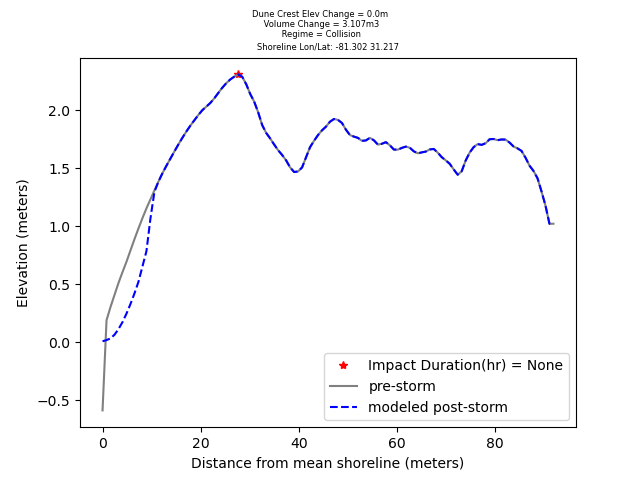 Dune Crest Elev Change = 0.0m
Volume Change = 3.107m3
Regime = Collision
Shoreline Lon/Lat: -81.302 31.217
Elevation (meters)
2.0
1.5
1.0
0.5
0.0
−0.5
Impact Duration(hr) = None
pre-storm
modeled post-storm
0 20 40 60 80
Distance from mean shoreline (meters)